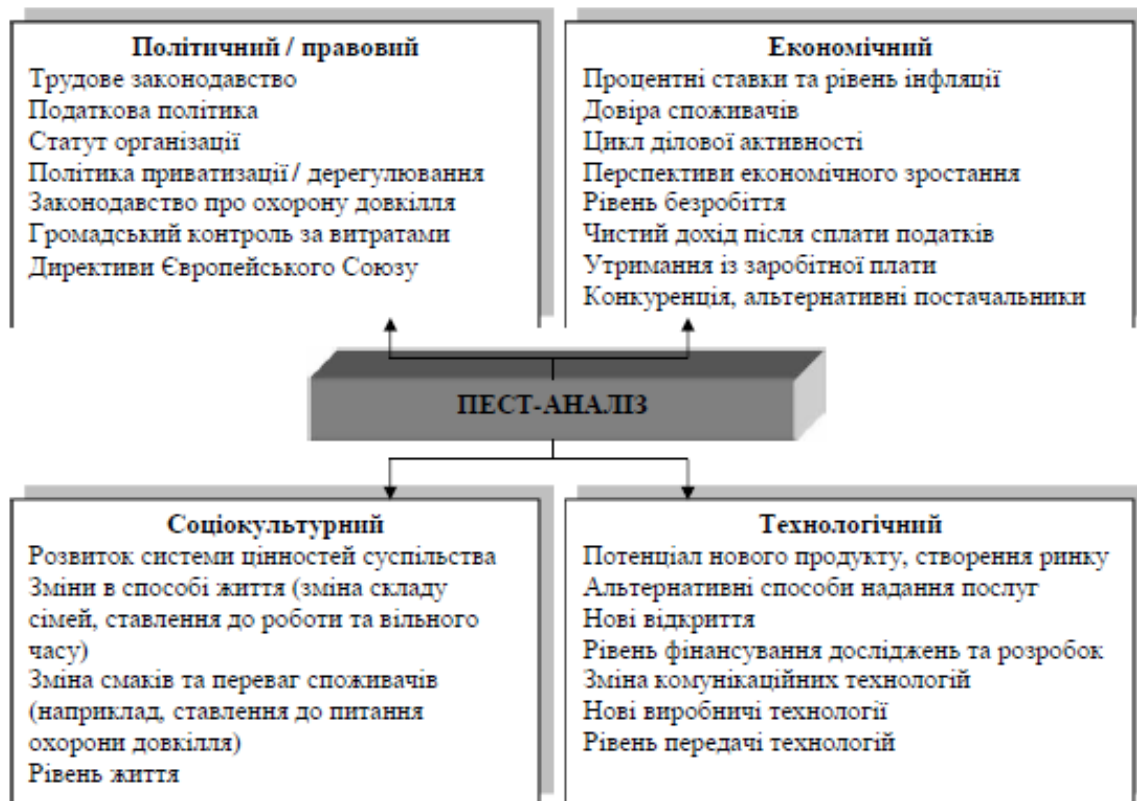 Політичний / правовий
Трудове законодавство
Податкова політика
Статут організації
Політика приватизації / дерегулювання
Законодавство про охорону довкілля
Громадський контроль за витратами
Директиви Європейського Союзу
Економічний
Процентні ставки та рівень інфляції
Довіра споживачів
Цикл ділової активності
Перспективи економічного зростання
Рівень безробіття
Чистий дохід після сплати податків
Утримання із заробітної плати
Конкуренція, альтернативні постачальники
ПЕСТ-АНАЛІЗ
Соціокультурний
Розвиток системи цінностей суспільства
Зміни в способі життя (зміна складу
сімей, ставлення до роботи та вільного
часу)
Зміна смаків та переваг споживачів
(наприклад, ставлення до питання
охорони довкілля)
Рівень життя
Технологічний
Потенціал нового продукту, створення ринку
Альтернативні способи надання послуг
Нові відкриття
Рівень фінансування досліджень та розробок
Зміна комунікаційних технологій
Нові виробничі технології
Рівень передачі технологій